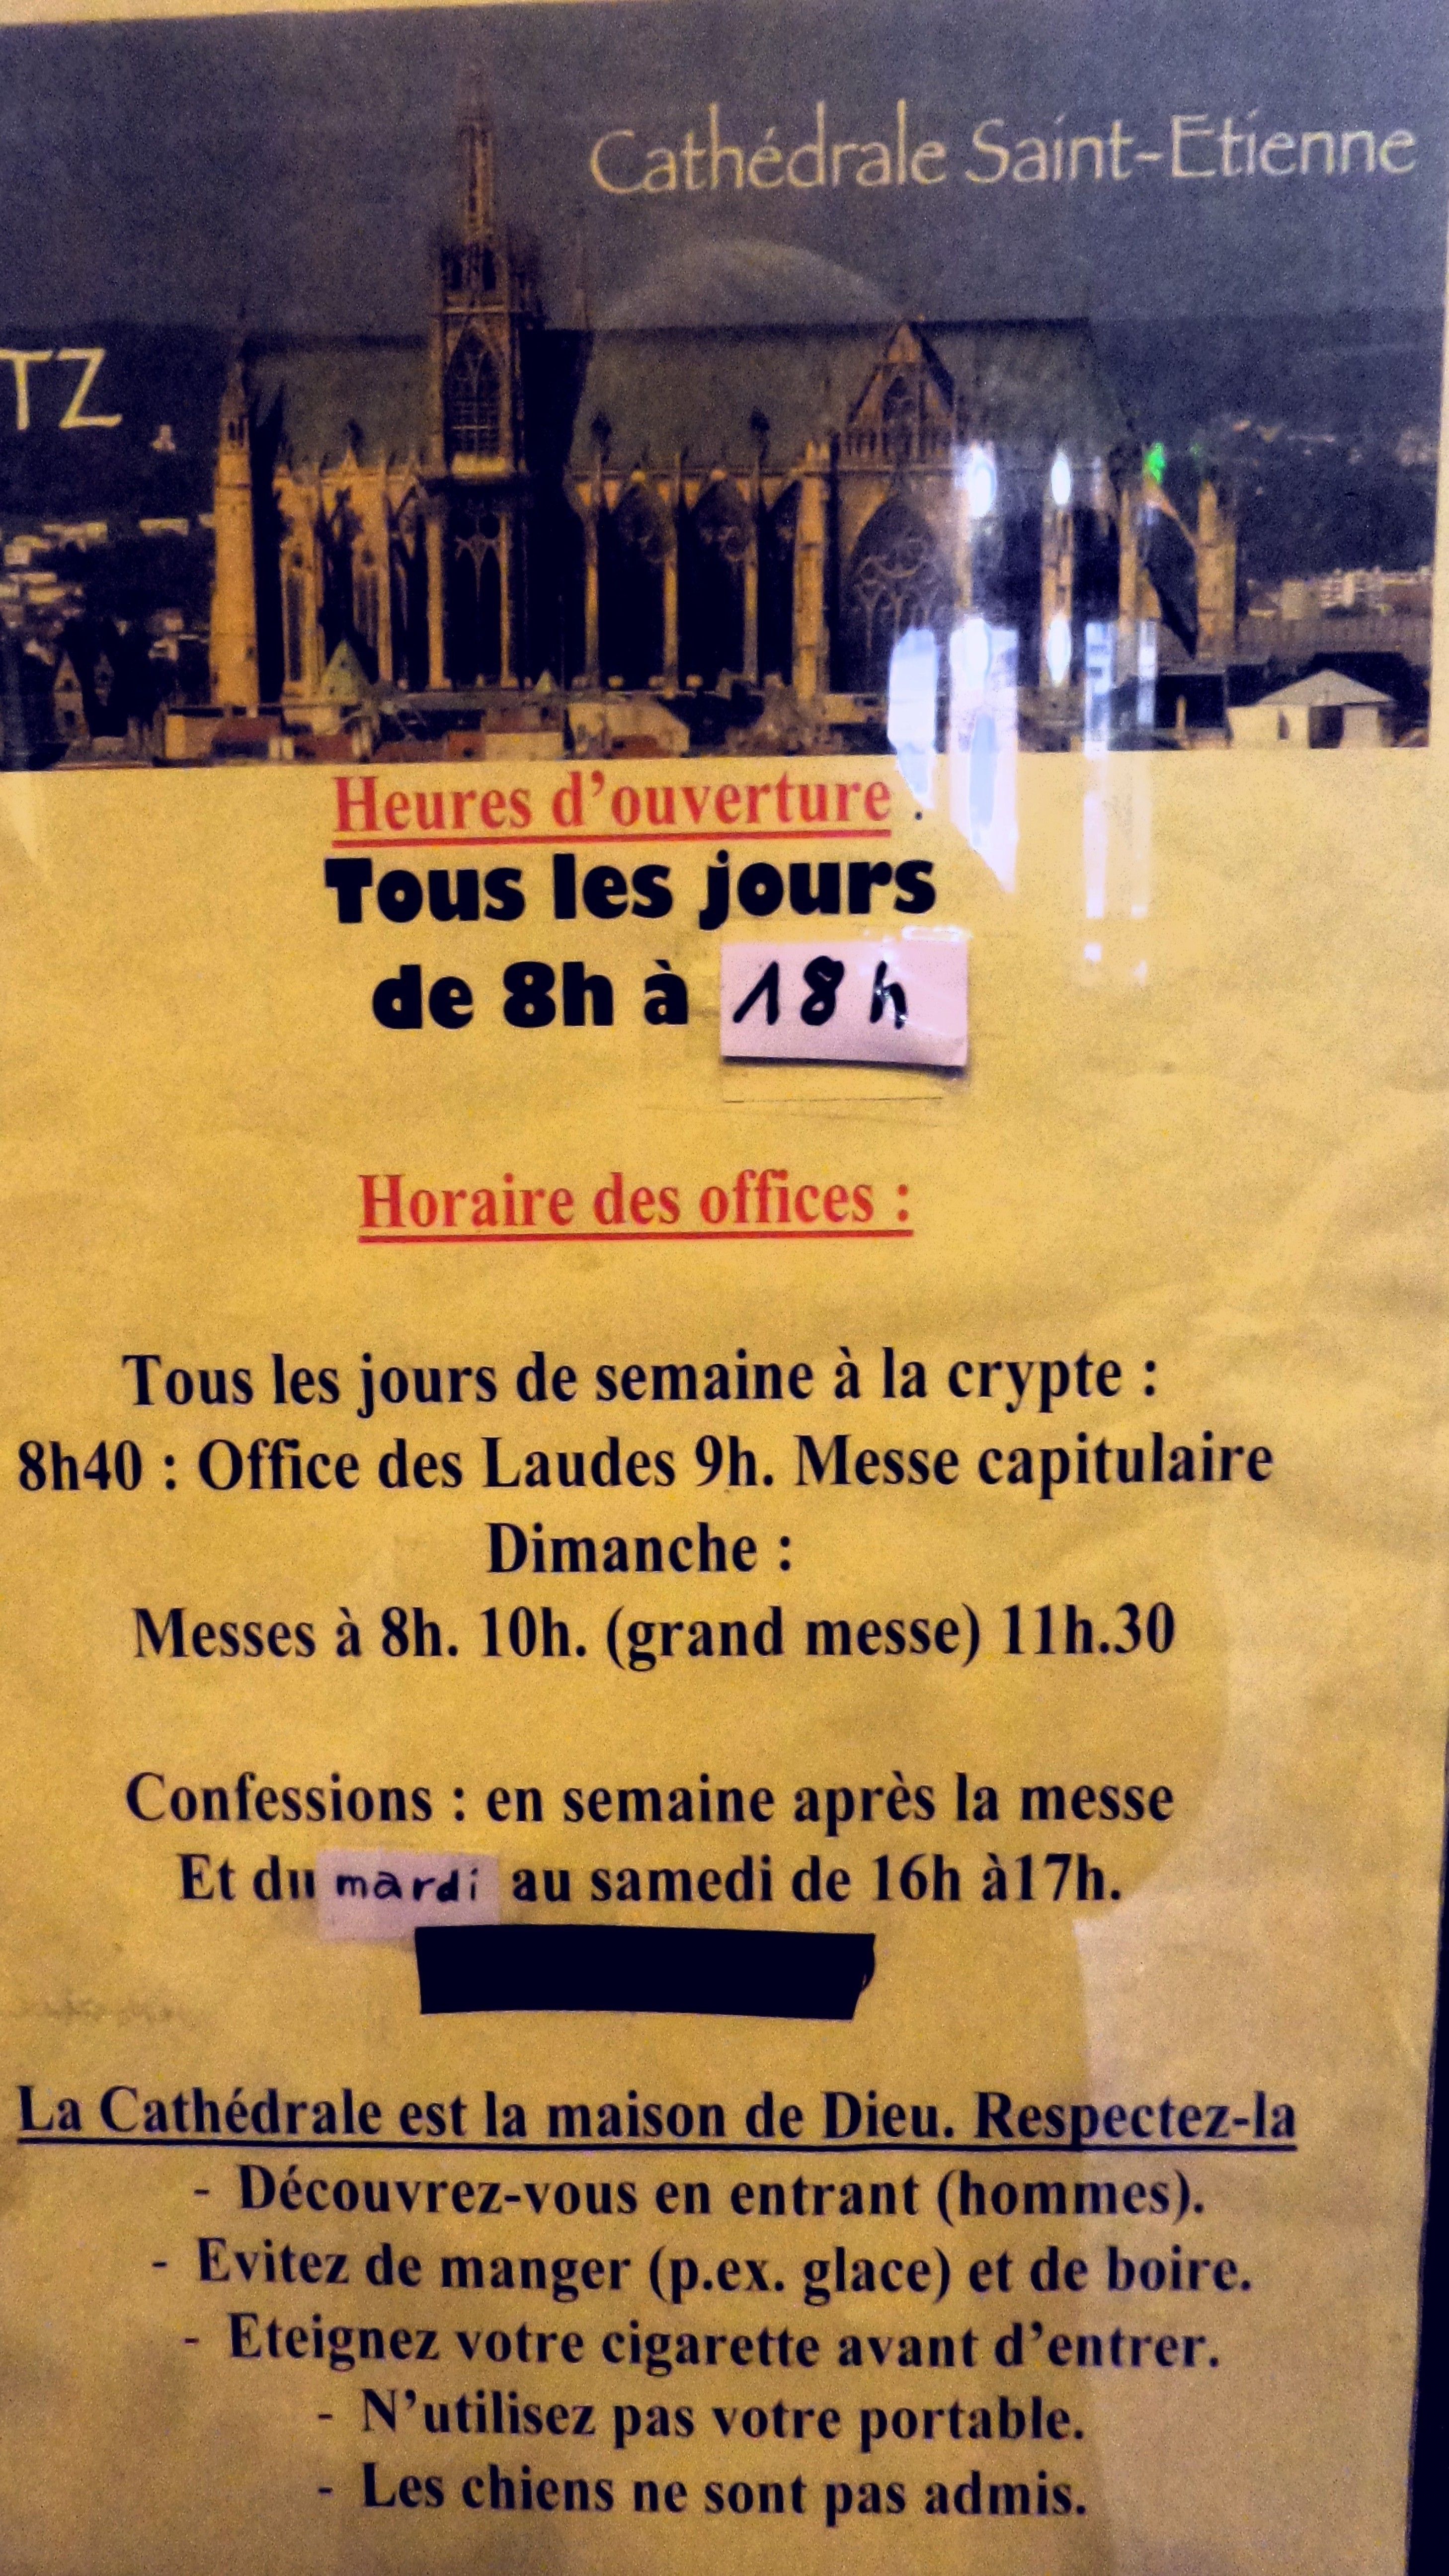 Cathédrale Saint-Etienne
TZ
Heures d'ouverture :
Tous les jours
de 8h à 18h
Horaire des offices :
Tous les jours de semaine à la crypte :
8h40 : Office des Laudes 9h. Messe capitulaire
Dimanche :
Messes à 8h. 10h. (grand messe) 11h.30
Confessions : en semaine après la messe
Et du mardi au samedi de 16h à17h.
La Cathédrale est la maison de Dieu. Respectez-la
- Découvrez-vous en entrant (hommes).
- Evitez de manger (p.ex. glace) et de boire.
- Eteignez votre cigarette avant d'entrer.
- N'utilisez pas votre portable.
- Les chiens ne sont pas admis.